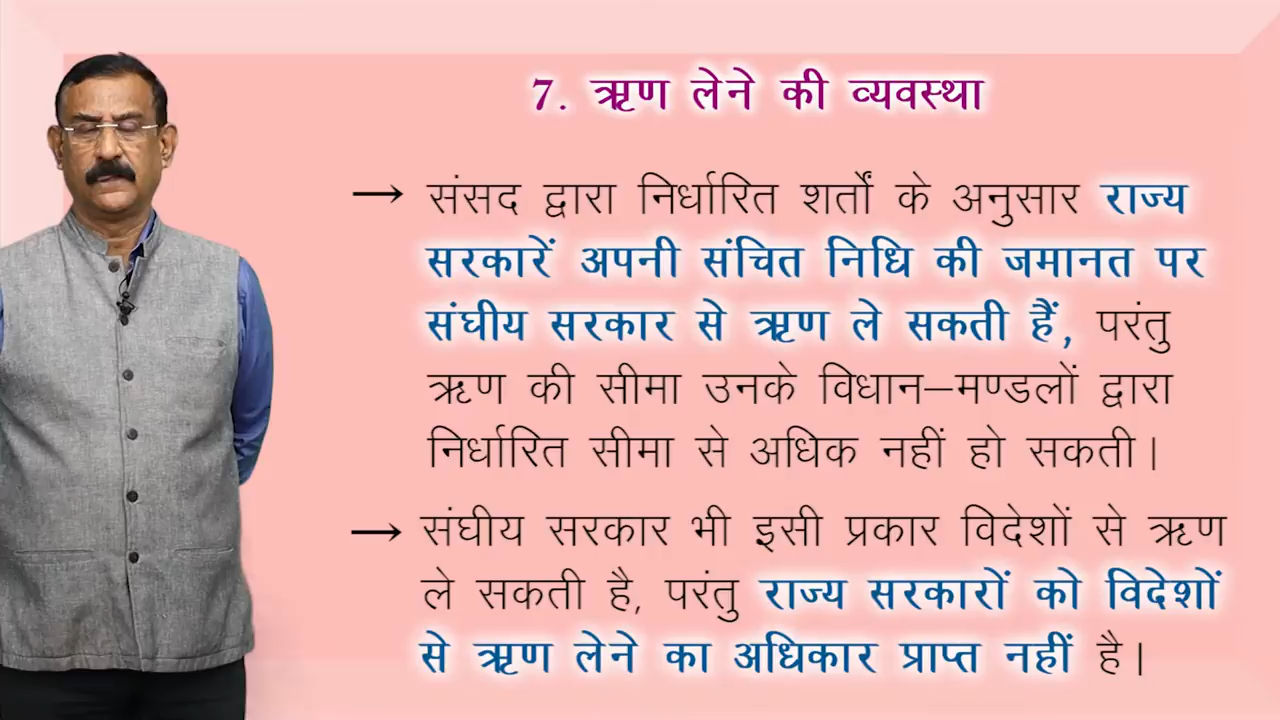 7. ऋण लेने की व्यवस्था
→ संसद द्वारा निर्धारित शर्तों के अनुसार राज्य
सरकारें अपनी संचित निधि की जमानत पर
संघीय सरकार से ऋण ले सकती हैं, परंतु
ऋण की सीमा उनके विधान–मण्डलों द्वारा
निर्धारित सीमा से अधिक नहीं हो सकती।
→ संघीय सरकार भी इसी प्रकार विदेशों से ऋण
ले सकती है, परंतु राज्य सरकारों को विदेशों
से ऋण लेने का अधिकार प्राप्त नहीं है।